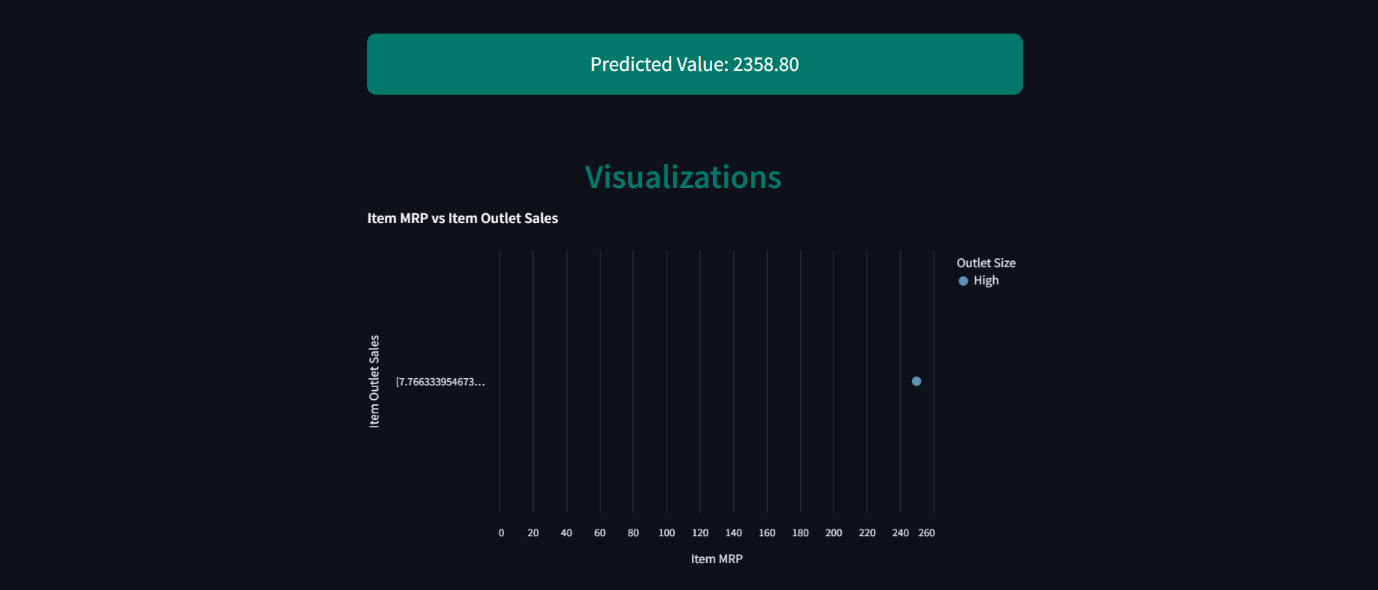 Predicted Value: 2358.80
Visualizations
Item MRP vs Item Outlet Sales
Outlet Size
High
Item Outlet Sales
[7.766333954673...
0 20 40 60 80 100 120 140 160 180 200 220 240 260
Item MRP